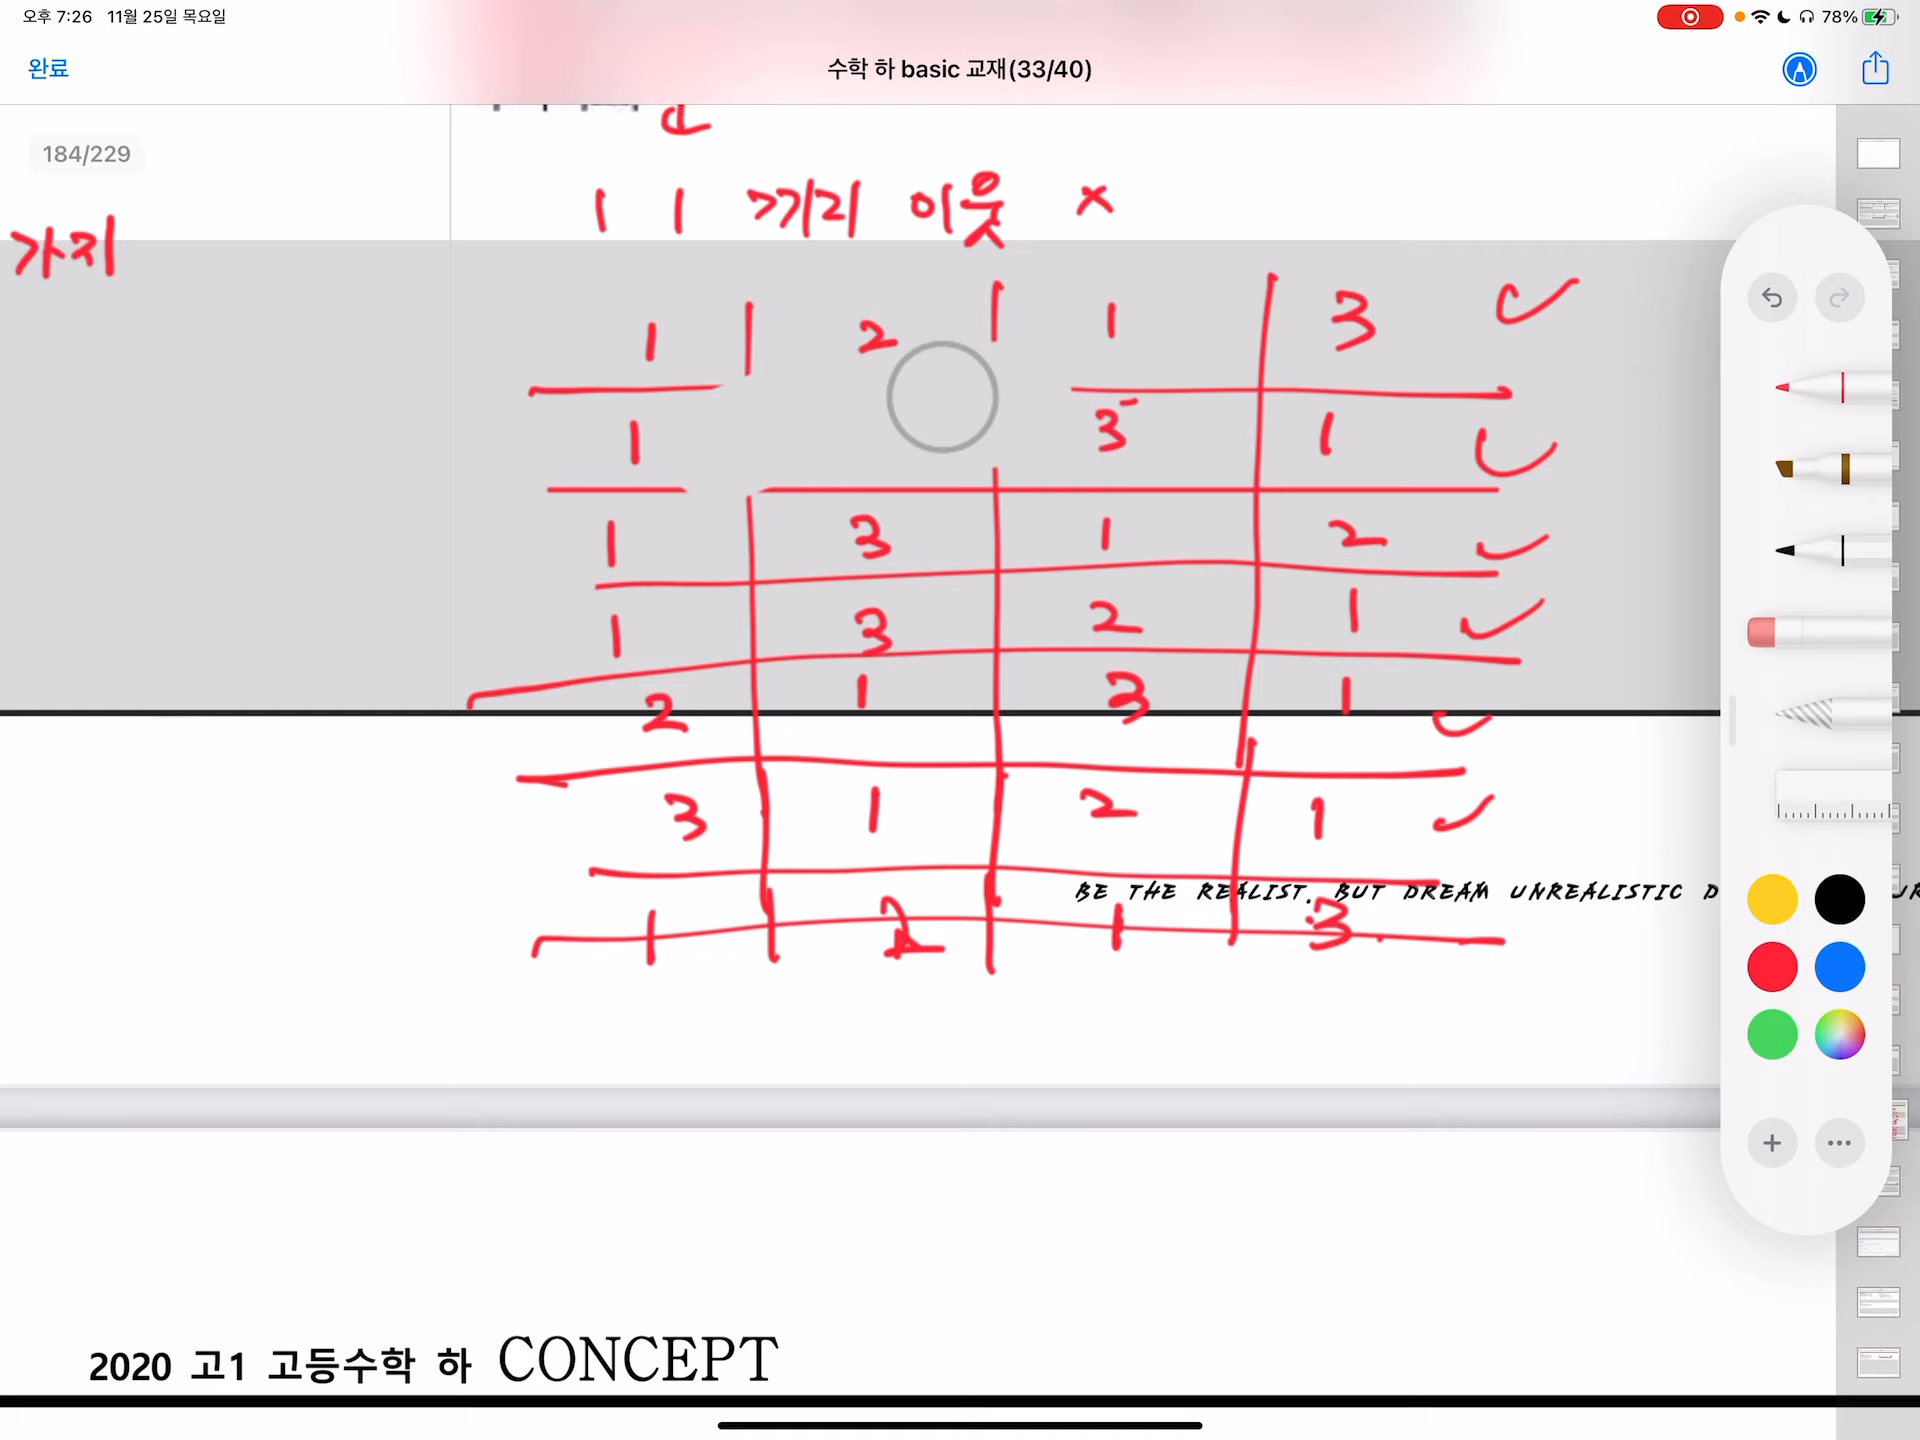 오후 7:26 11월 25일 목요일 78%
완료 수학 하 basic 교재(33/40)
184/229
1 1 끼리 이웃 ×
가지
1 2 1 3
1 3 1
1 3 1 2
1 3 2 1
2 1 3 1
3 1 2 1
BE THE REALIST. BUT DREAM UNREALISTIC D
1 2 1 3
2020 고1 고등수학 하 CONCEPT